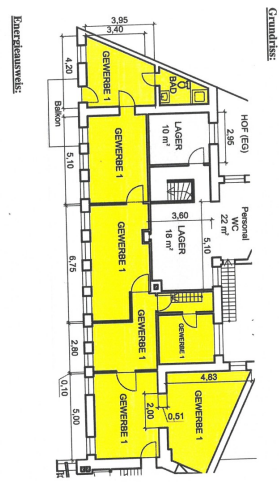 Grundriss:
Energieausweis:
3,95
3,40
4,20
GEWERBE 1
BAD
HOF (EG)
2,95
LAGER
10 m²
Balkon
5,10
GEWERBE 1
Personal
WC
22 m²
3,60
5,10
LAGER
18 m²
6,75
GEWERBE 1
GEWERBE 1
GEWERBE 1
2,80
0,10
4,83
GEWERBE 1
0,51
2,00
GEWERBE 1
5,00